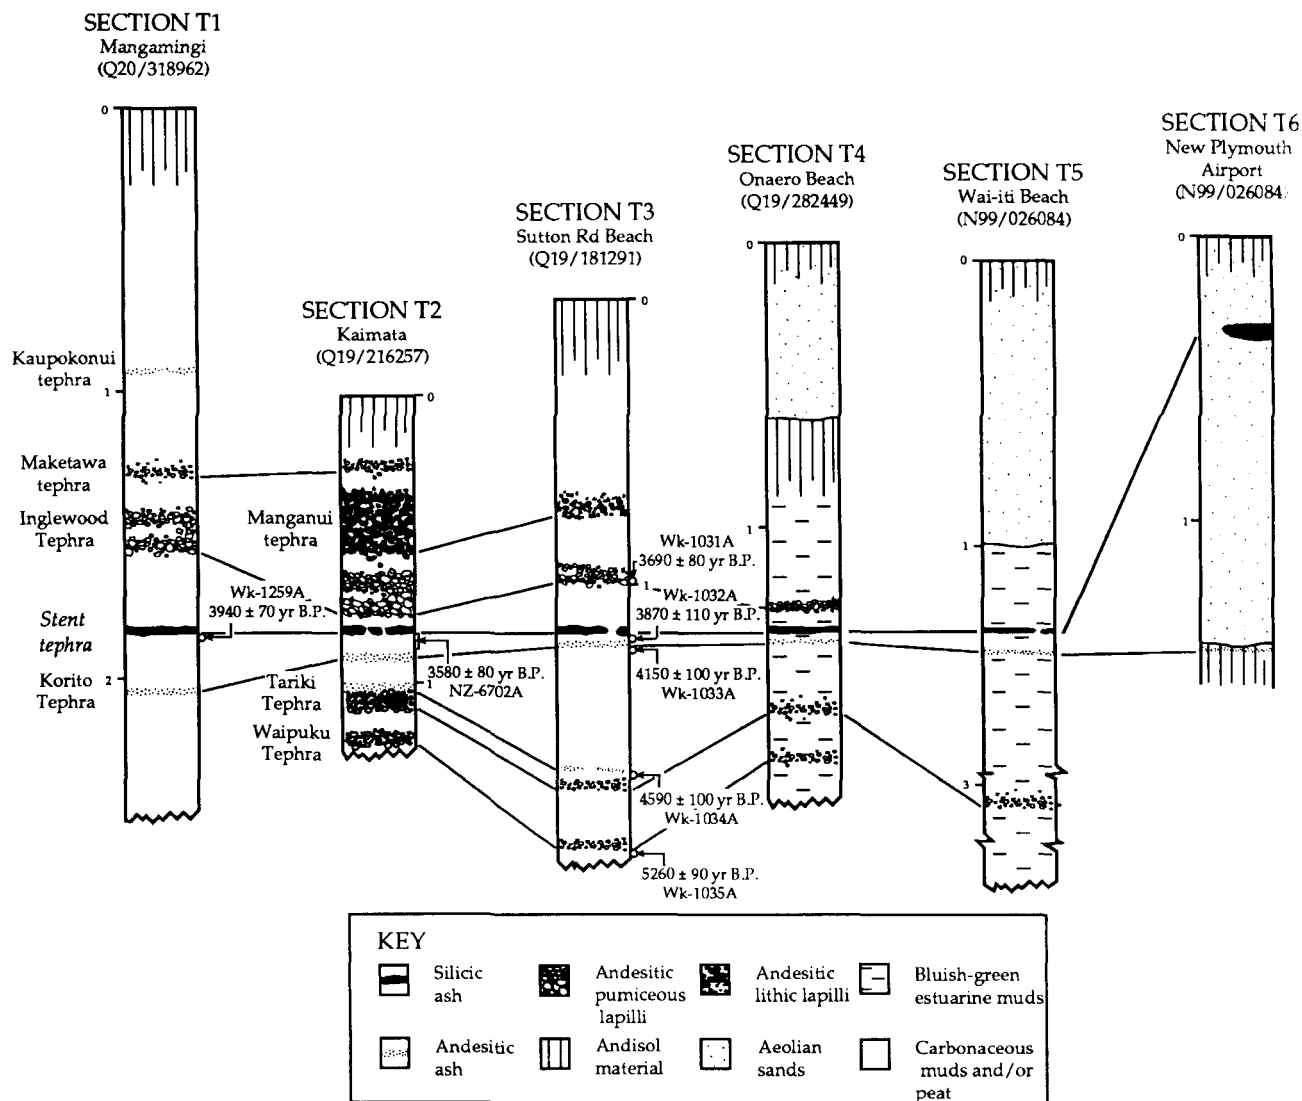 SECTION T1
Mangamingi
(Q20/318962)
SECTION T2
Kaimata
(Q19/216257)
SECTION T3
Sutton Rd Beach
(Q19/181291)
SECTION T4
Onaero Beach
(Q19/282449)
SECTION T5
Wai-iti Beach
(N99/026084)
SECTION T6
New Plymouth
Airport
(N99/026084)
0
0
0
0
0
0
Kaupokonui
tephra
1
Maketawa
tephra
Inglewood
Tephra
Manganui
tephra
Wk-1259A
3940 ± 70 yr B.P.
Stent
tephra
Korito
Tephra
2
Tariki
Tephra
Waipuku
Tephra
1
3580 ± 80 yr B.P.
NZ-6702A
Wk-1031A
3690 ± 80 yr B.P.
1
Wk-1032A
3870 ± 110 yr B.P.
4150 ± 100 yr B.P.
Wk-1033A
4590 ± 100 yr B.P.
Wk-1034A
5260 ± 90 yr B.P.
Wk-1035A
1
1
3
1
KEY
Silicic
ash
Andesitic
pumiceous
lapilli
Andesitic
lithic lapilli
Bluish-green
estuarine muds
Andesitic
ash
Andisol
material
Aeolian
sands
Carbonaceous
muds and/or
peat